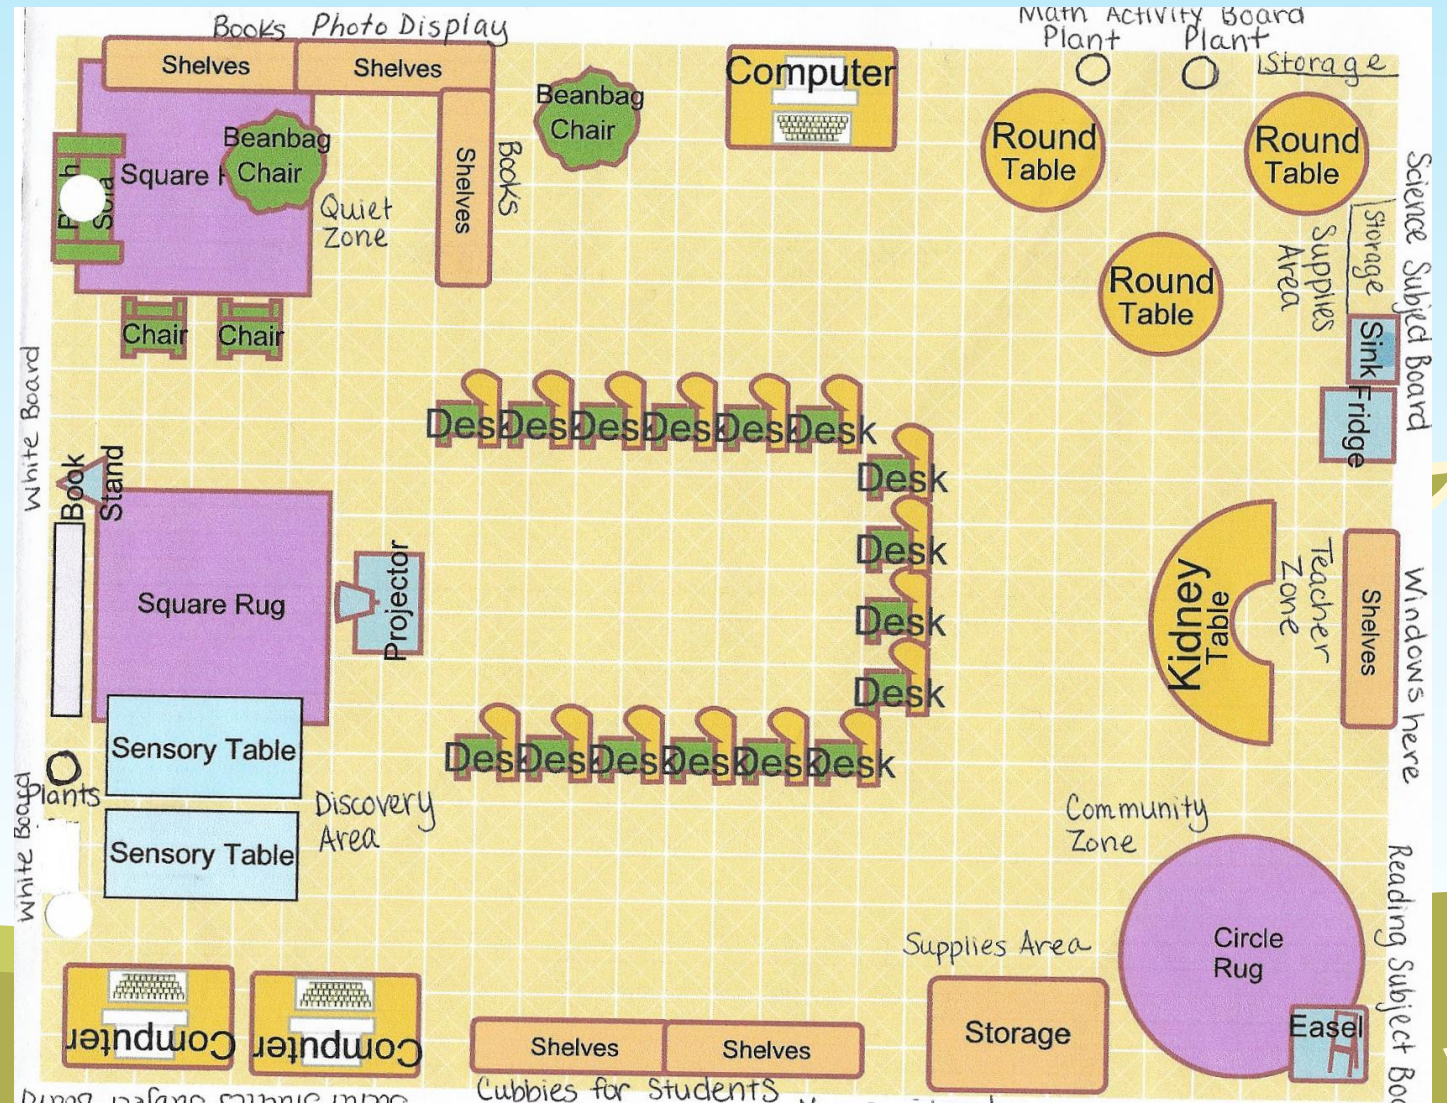 Books Photo Display
Math Activity Board
Plant
Plant
Storage
Shelves
Shelves
Beanbag
Chair
Computer
Round
Table
Round
Table
Beanbag
Chair
Square
Sofa
Shelves
Books
Quiet
Zone
Science Subject Board
Storage
Supplies
Area
Round
Table
Chair
Chair
Sink
Fridge
White Board
Desk
Desk
Desk
Desk
Desk
Desk
Book
Stand
Desk
Desk
Desk
Desk
Square Rug
Projector
Kidney
Table
Teacher
Zone
Shelves
Windows here
Sensory Table
Desk
Desk
Desk
Desk
Desk
Desk
Plants
White Board
Discovery
Area
Sensory Table
Community
Zone
Reading Subject
Supplies Area
Circle
Rug
Computer
Computer
Shelves
Shelves
Storage
Easel
Cubbies for Students
Social Studies Subject Board